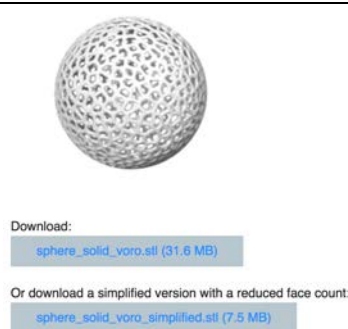 Download:
sphere_solid_voro.stl (31.6 MB)
Or download a simplified version with a reduced face count:
sphere_solid_voro_simplified.stl (7.5 MB)